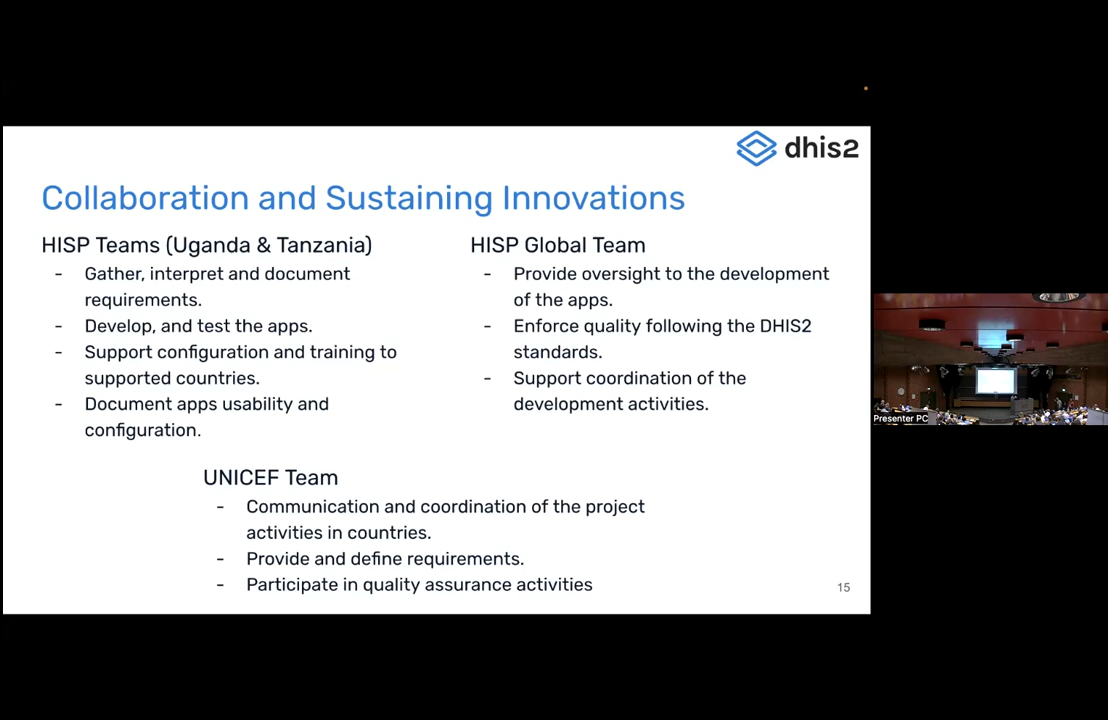 dhis2
Collaboration and Sustaining Innovations
HISP Teams (Uganda & Tanzania)
- Gather, interpret and document
requirements.
- Develop, and test the apps.
- Support configuration and training to
supported countries.
- Document apps usability and
configuration.
HISP Global Team
- Provide oversight to the development
of the apps.
- Enforce quality following the DHIS2
standards.
- Support coordination of the
development activities.
UNICEF Team
- Communication and coordination of the project
activities in countries.
- Provide and define requirements.
- Participate in quality assurance activities
15
Presenter PC